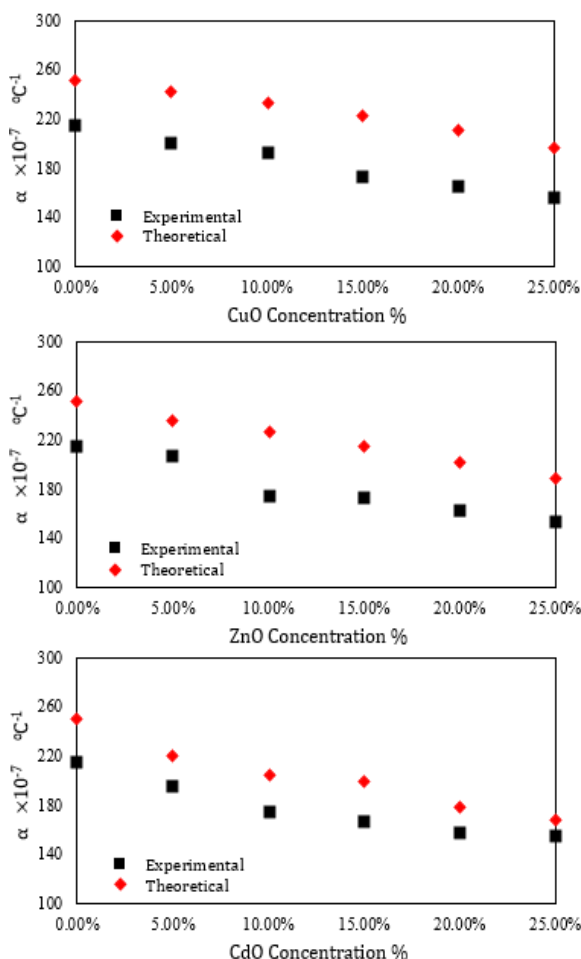 300
260
220
180
140
100
α ×10⁻⁷ ºC⁻¹
Experimental
Theoretical
0.00% 5.00% 10.00% 15.00% 20.00% 25.00%
CuO Concentration %
300
260
220
180
140
100
α ×10⁻⁷ ºC⁻¹
Experimental
Theoretical
0.00% 5.00% 10.00% 15.00% 20.00% 25.00%
ZnO Concentration %
300
260
220
180
140
100
α ×10⁻⁷ ºC⁻¹
Experimental
Theoretical
0.00% 5.00% 10.00% 15.00% 20.00% 25.00%
CdO Concentration %